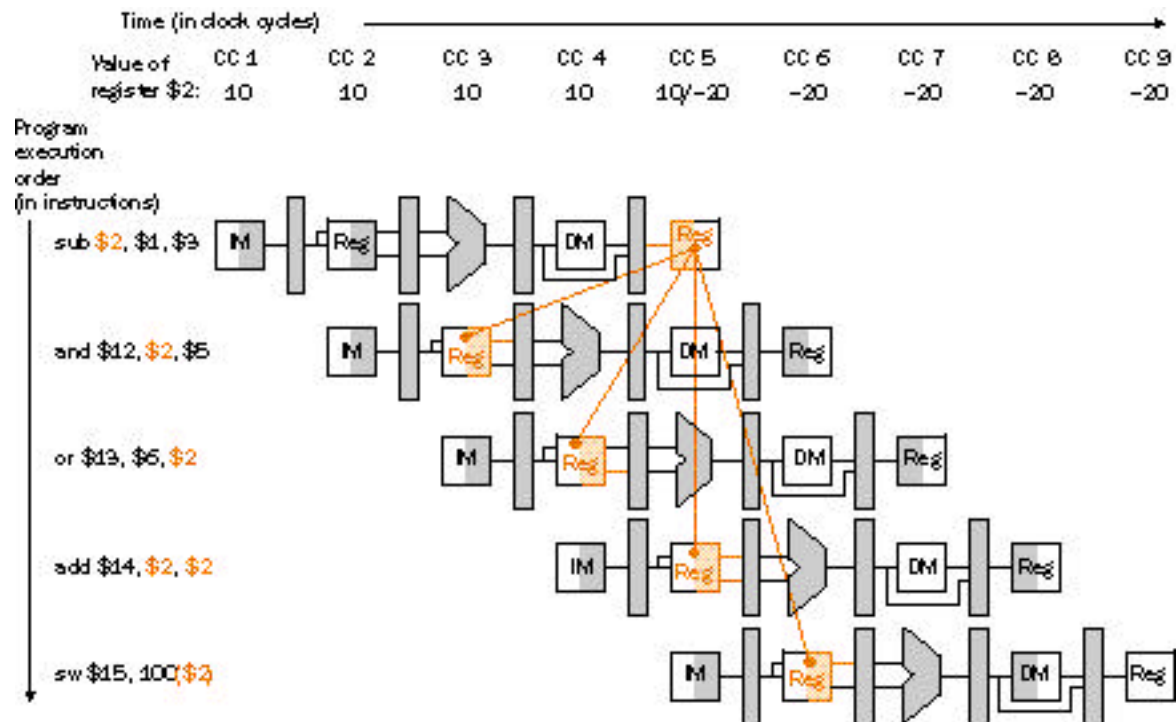 Time (in clock cycles)
CC 1 CC 2 CC 3 CC 4 CC 5 CC 6 CC 7 CC 8 CC 9
Value of
register $2: 10 10 10 10 10/−20 −20 −20 −20 −20
Program
execution
order
(in instructions)
sub $2, $1, $3 IM Reg DM Reg
and $12, $2, $5 IM Reg DM Reg
or $13, $6, $2 IM Reg DM Reg
add $14, $2, $2 IM Reg DM Reg
sw $15, 100($2) IM Reg DM Reg